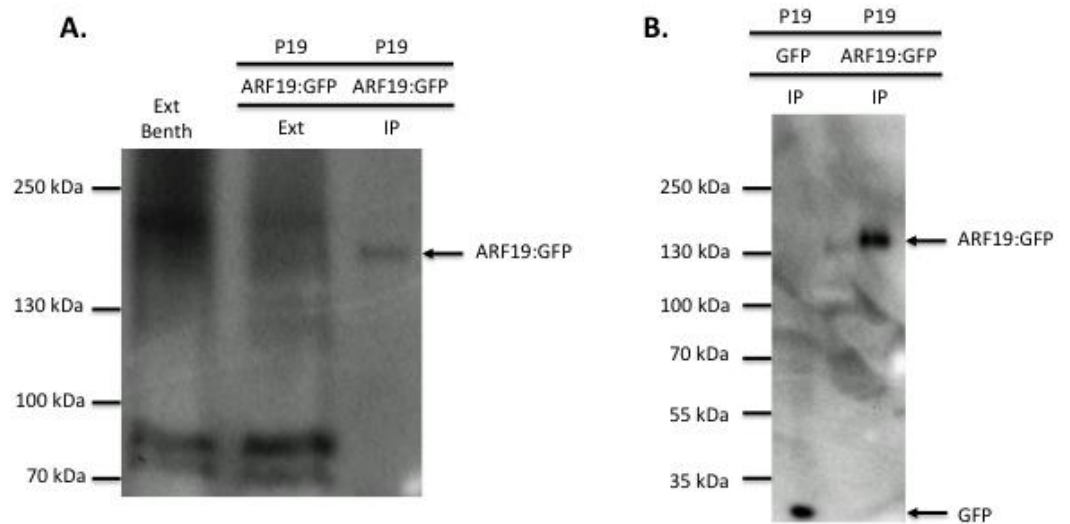 A.
P19 P19
ARF19:GFP ARF19:GFP
Ext
Benth
Ext IP
250 kDa
130 kDa
100 kDa
70 kDa
ARF19:GFP
B.
P19 P19
GFP ARF19:GFP
IP IP
250 kDa
130 kDa
100 kDa
70 kDa
55 kDa
35 kDa
ARF19:GFP
GFP